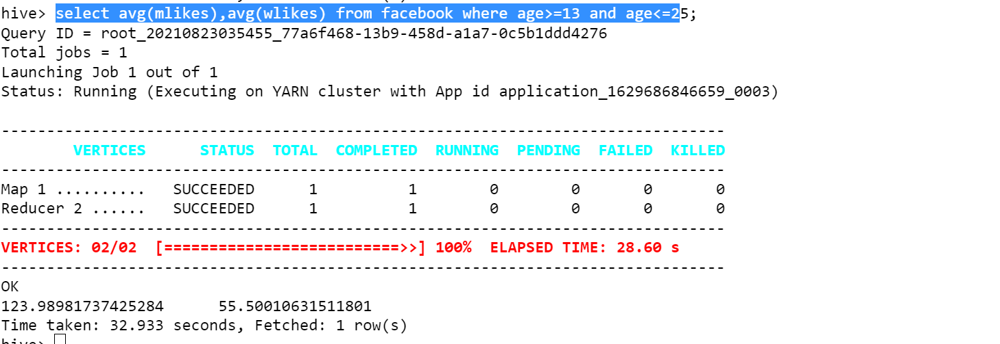 hive> select avg(mlikes),avg(wlikes) from facebook where age>=13 and age<=25;
Query ID = root_20210823035455_77a6f468-13b9-458d-a1a7-0c5b1ddd4276
Total jobs = 1
Launching Job 1 out of 1
Status: Running (Executing on YARN cluster with App id application_1629686846659_0003)
--------------------------------------------------------------------------------
VERTICES STATUS TOTAL COMPLETED RUNNING PENDING FAILED KILLED
--------------------------------------------------------------------------------
Map 1 .......... SUCCEEDED 1 1 0 0 0 0
Reducer 2 ...... SUCCEEDED 1 1 0 0 0 0
--------------------------------------------------------------------------------
VERTICES: 02/02 [==========================>>] 100% ELAPSED TIME: 28.60 s
--------------------------------------------------------------------------------
OK
123.98981737425284 55.50010631511801
Time taken: 32.933 seconds, Fetched: 1 row(s)
hive>